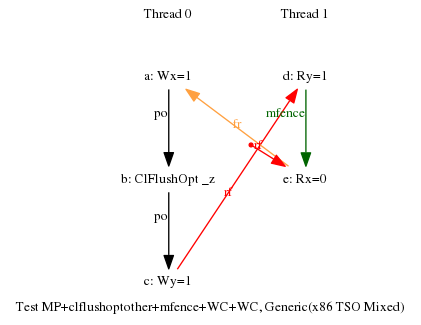 Thread 0
Thread 1
a: Wx=1
d: Ry=1
po
mfence
fr
rf
b: ClFlushOpt _z
e: Rx=0
rf
po
c: Wy=1
Test MP+clflushoptother+mfence+WC+WC, Generic(x86 TSO Mixed)